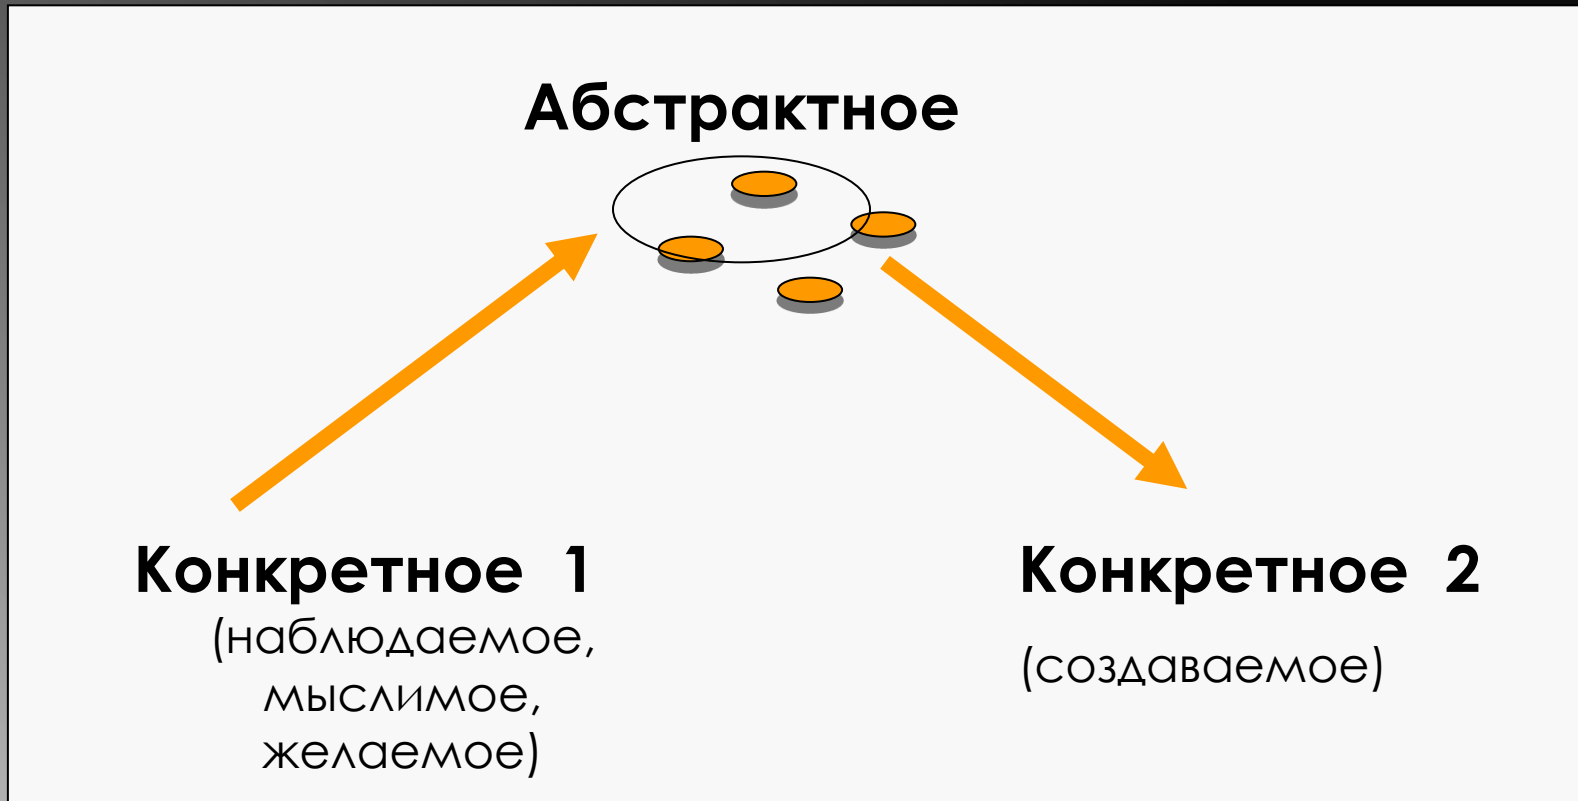 Абстрактное
Конкретное 1
(наблюдаемое,
мыслимое,
желаемое)
Конкретное 2
(создаваемое)